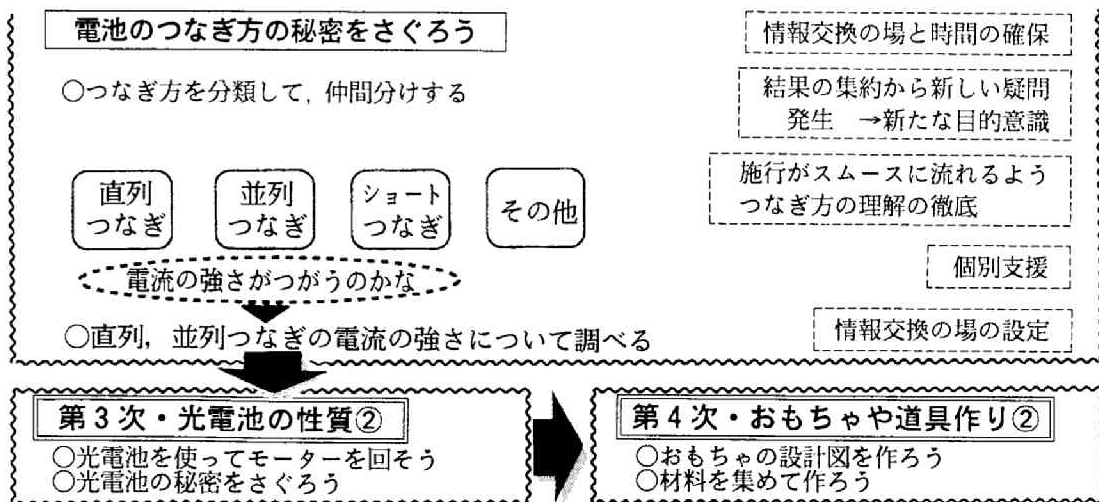 電池のつなぎ方の秘密をさぐろう
○つなぎ方を分類して，仲間分けする
直列
つなぎ
並列
つなぎ
ショート
つなぎ
その他
電流の強さがつがうのかな
○直列，並列つなぎの電流の強さについて調べる
情報交換の場と時間の確保
結果の集約から新しい疑問
発生　→新たな目的意識
施行がスムースに流れるよう
つなぎ方の理解の徹底
個別支援
情報交換の場の設定
第3次・光電池の性質②
○光電池を使ってモーターを回そう
○光電池の秘密をさぐろう
第4次・おもちゃや道具作り②
○おもちゃの設計図を作ろう
○材料を集めて作ろう